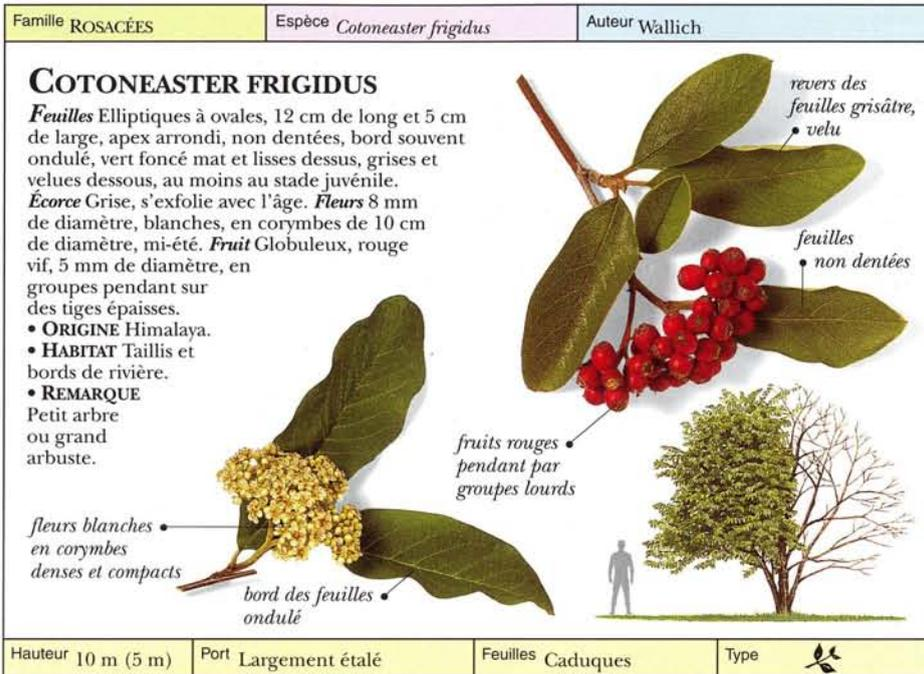 Famille ROSACÉES
Espèce Cotoneaster frigidus
Auteur Wallich
COTONEASTER FRIGIDUS
Feuilles Elliptiques à ovales, 12 cm de long et 5 cm
de large, apex arrondi, non dentées, bord souvent
ondulé, vert foncé mat et lisses dessus, grises et
velues dessous, au moins au stade juvénile.
Écorce Grise, s'exfolie avec l'âge. Fleurs 8 mm
de diamètre, blanches, en corymbes de 10 cm
de diamètre, mi-été. Fruit Globuleux, rouge
vif, 5 mm de diamètre, en
groupes pendant sur
des tiges épaisses.
• ORIGINE Himalaya.
• HABITAT Taillis et
bords de rivière.
• REMARQUE
Petit arbre
ou grand
arbuste.
revers des
feuilles grisâtre,
velu
feuilles
non dentées
fruits rouges
pendant par
groupes lourds
fleurs blanches
en corymbes
denses et compacts
bord des feuilles
ondulé
Hauteur 10 m (5 m)
Port Largement étalé
Feuilles Caduques
Type